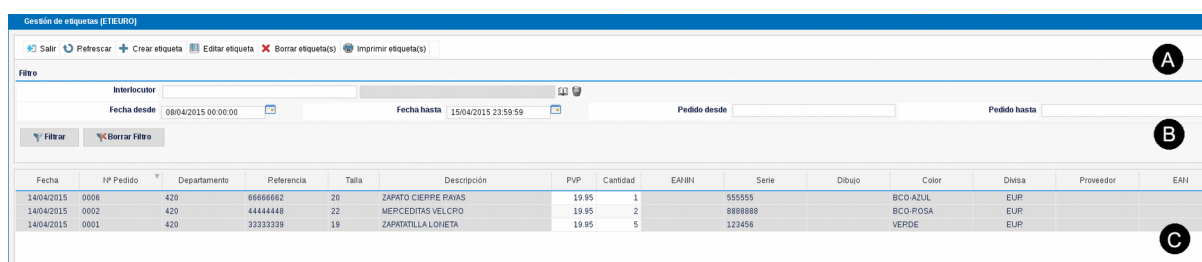 Gestión de etiquetas (ETIEURO)
Salir Refrescar Crear etiqueta Editar etiqueta Borrar etiqueta(s) Imprimir etiqueta(s)
A
Filtro
Interlocutor
Fecha desde 08/04/2015 00:00:00 Fecha hasta 15/04/2015 23:59:59 Pedido desde Pedido hasta
Filtrar Borrar Filtro
B
Fecha Nº Pedido Departamento Referencia Talla Descripción PVP Cantidad EANIN Serie Dibujo Color Divisa Proveedor EAN
14/04/2015 0006 420 66666662 20 ZAPATO CIERRE RAYAS 19.95 1 555555 BCO-AZUL EUR
14/04/2015 0002 420 44444448 22 MERCEDITAS VELCRO 19.95 2 8888888 BCO-ROSA EUR
14/04/2015 0001 420 33333339 19 ZAPATATILLA LONETA 19.95 5 123456 VERDE EUR
C